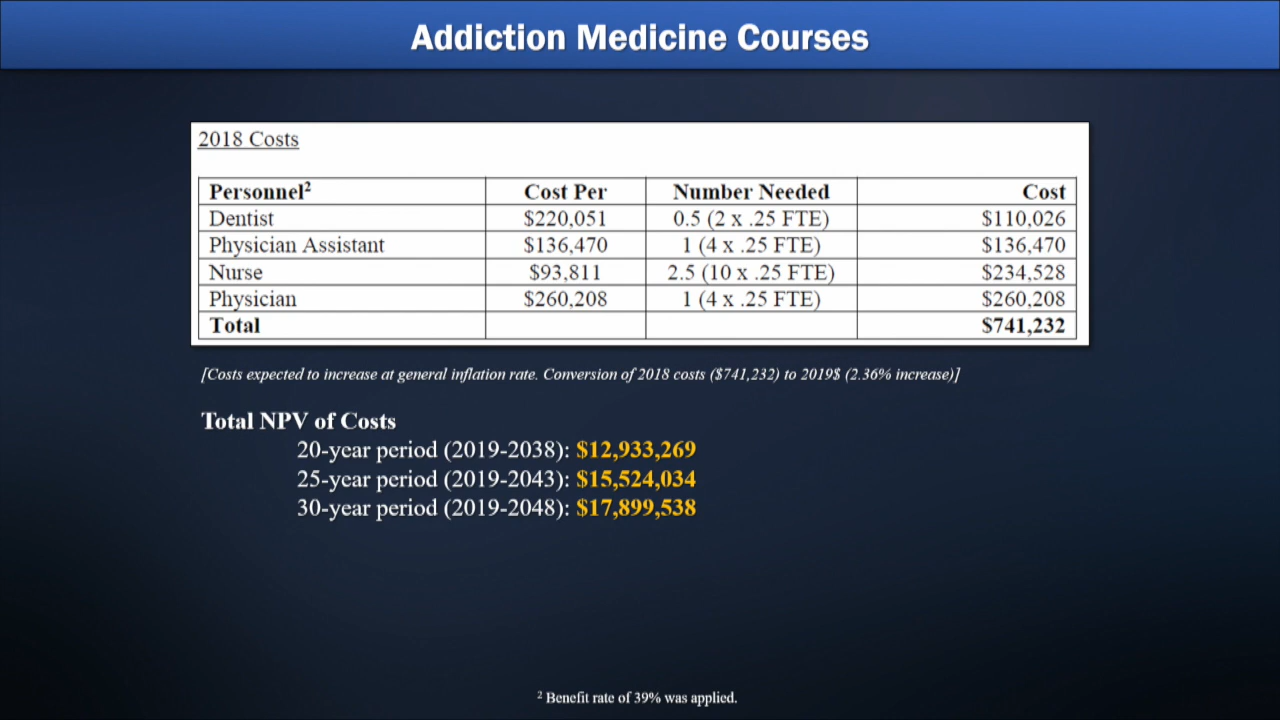 Addiction Medicine Courses
2018 Costs
Personnel² Cost Per Number Needed Cost
Dentist $220,051 0.5 (2 x .25 FTE) $110,026
Physician Assistant $136,470 1 (4 x .25 FTE) $136,470
Nurse $93,811 2.5 (10 x .25 FTE) $234,528
Physician $260,208 1 (4 x .25 FTE) $260,208
Total $741,232
[Costs expected to increase at general inflation rate. Conversion of 2018 costs ($741,232) to 2019$ (2.36% increase)]
Total NPV of Costs
20-year period (2019-2038): $12,933,269
25-year period (2019-2043): $15,524,034
30-year period (2019-2048): $17,899,538
² Benefit rate of 39% was applied.